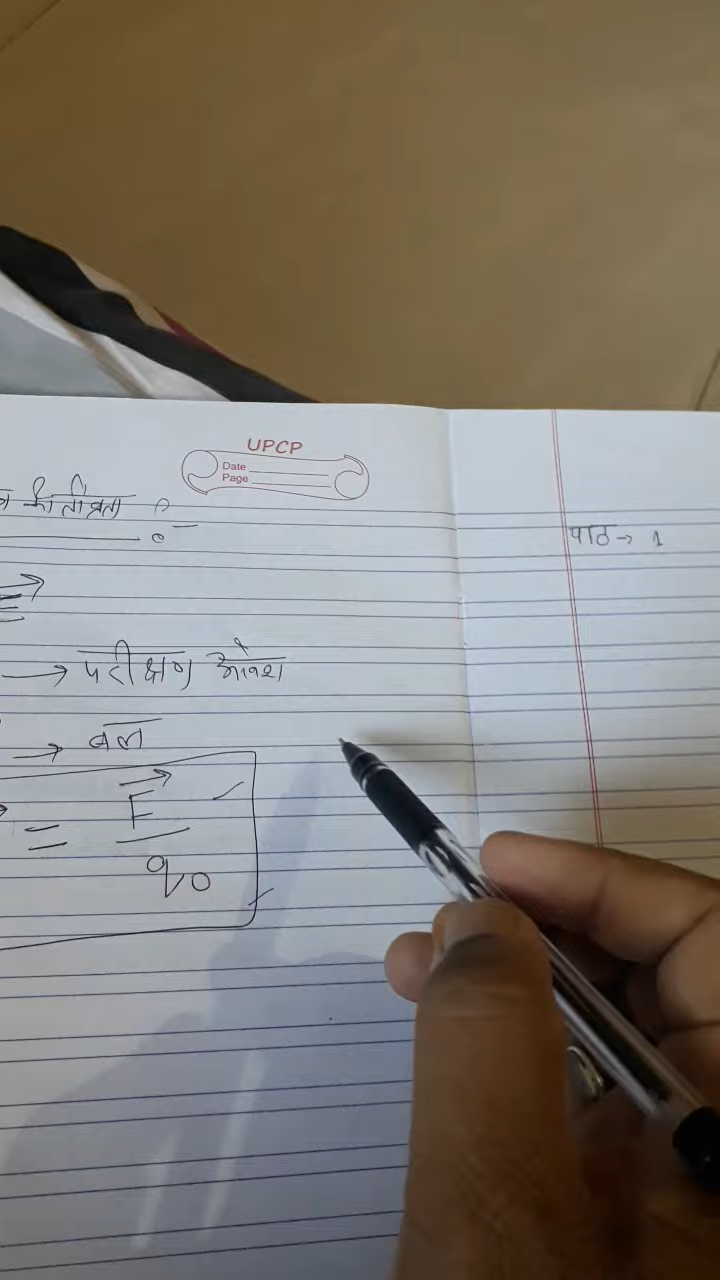 UPCP
Date
Page
की तीव्रता :-
पाठ → 1
E →
→ परीक्षण आवेश
→ बल
= F →
q0